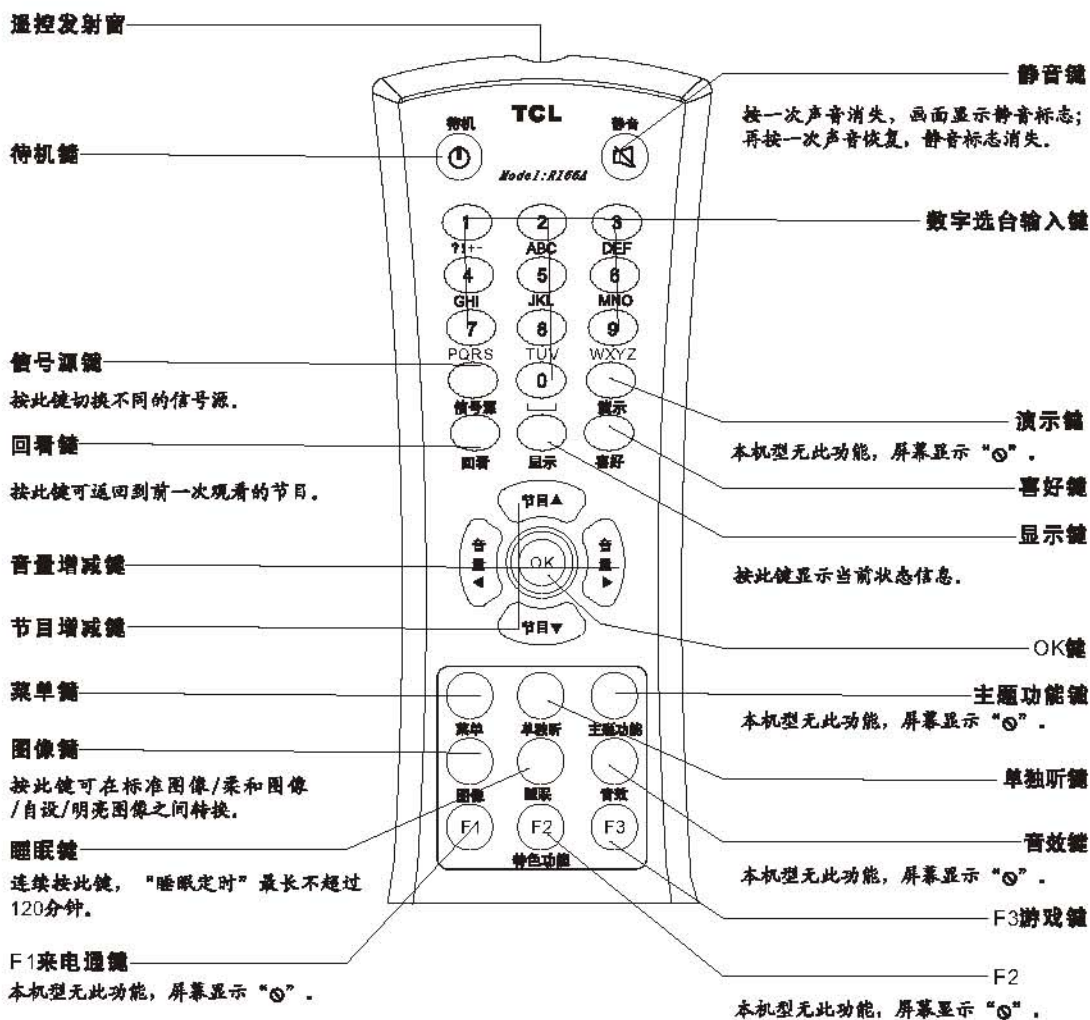 遥控发射窗
静音键
按一次声音消失，画面显示静音标志；
再按一次声音恢复，静音标志消失.
TCL
待机
静音
待机键
Model:RI66A
数字选台输入键
1
2
3
?!+-
ABC
DEF
4
5
6
GHI
JKL
MNO
7
8
9
PQRS
TUV
WXYZ
0
信号源键
按此键切换不同的信号源.
信号源
演示
演示键
本机型无此功能，屏幕显示“⦸”.
回看键
按此键可返回到前一次观看的节目.
回看
显示
喜好
喜好键
节目▲
显示键
按此键显示当前状态信息.
音量增减键
音量◀
OK
音量▶
节目增减键
节目▼
OK键
菜单键
主题功能键
本机型无此功能，屏幕显示“⦸”.
菜单
单独听
主题功能
图像键
按此键可在标准图像/柔和图像
/自设/明亮图像之间转换.
单独听键
图像
睡眠
音效
音效键
本机型无此功能，屏幕显示“⦸”.
F1
F2
F3
特色功能
睡眠键
连续按此键，“睡眠定时”最长不超过
120分钟.
F3游戏键
F1来电通键
本机型无此功能，屏幕显示“⦸”.
F2
本机型无此功能，屏幕显示“⦸”.